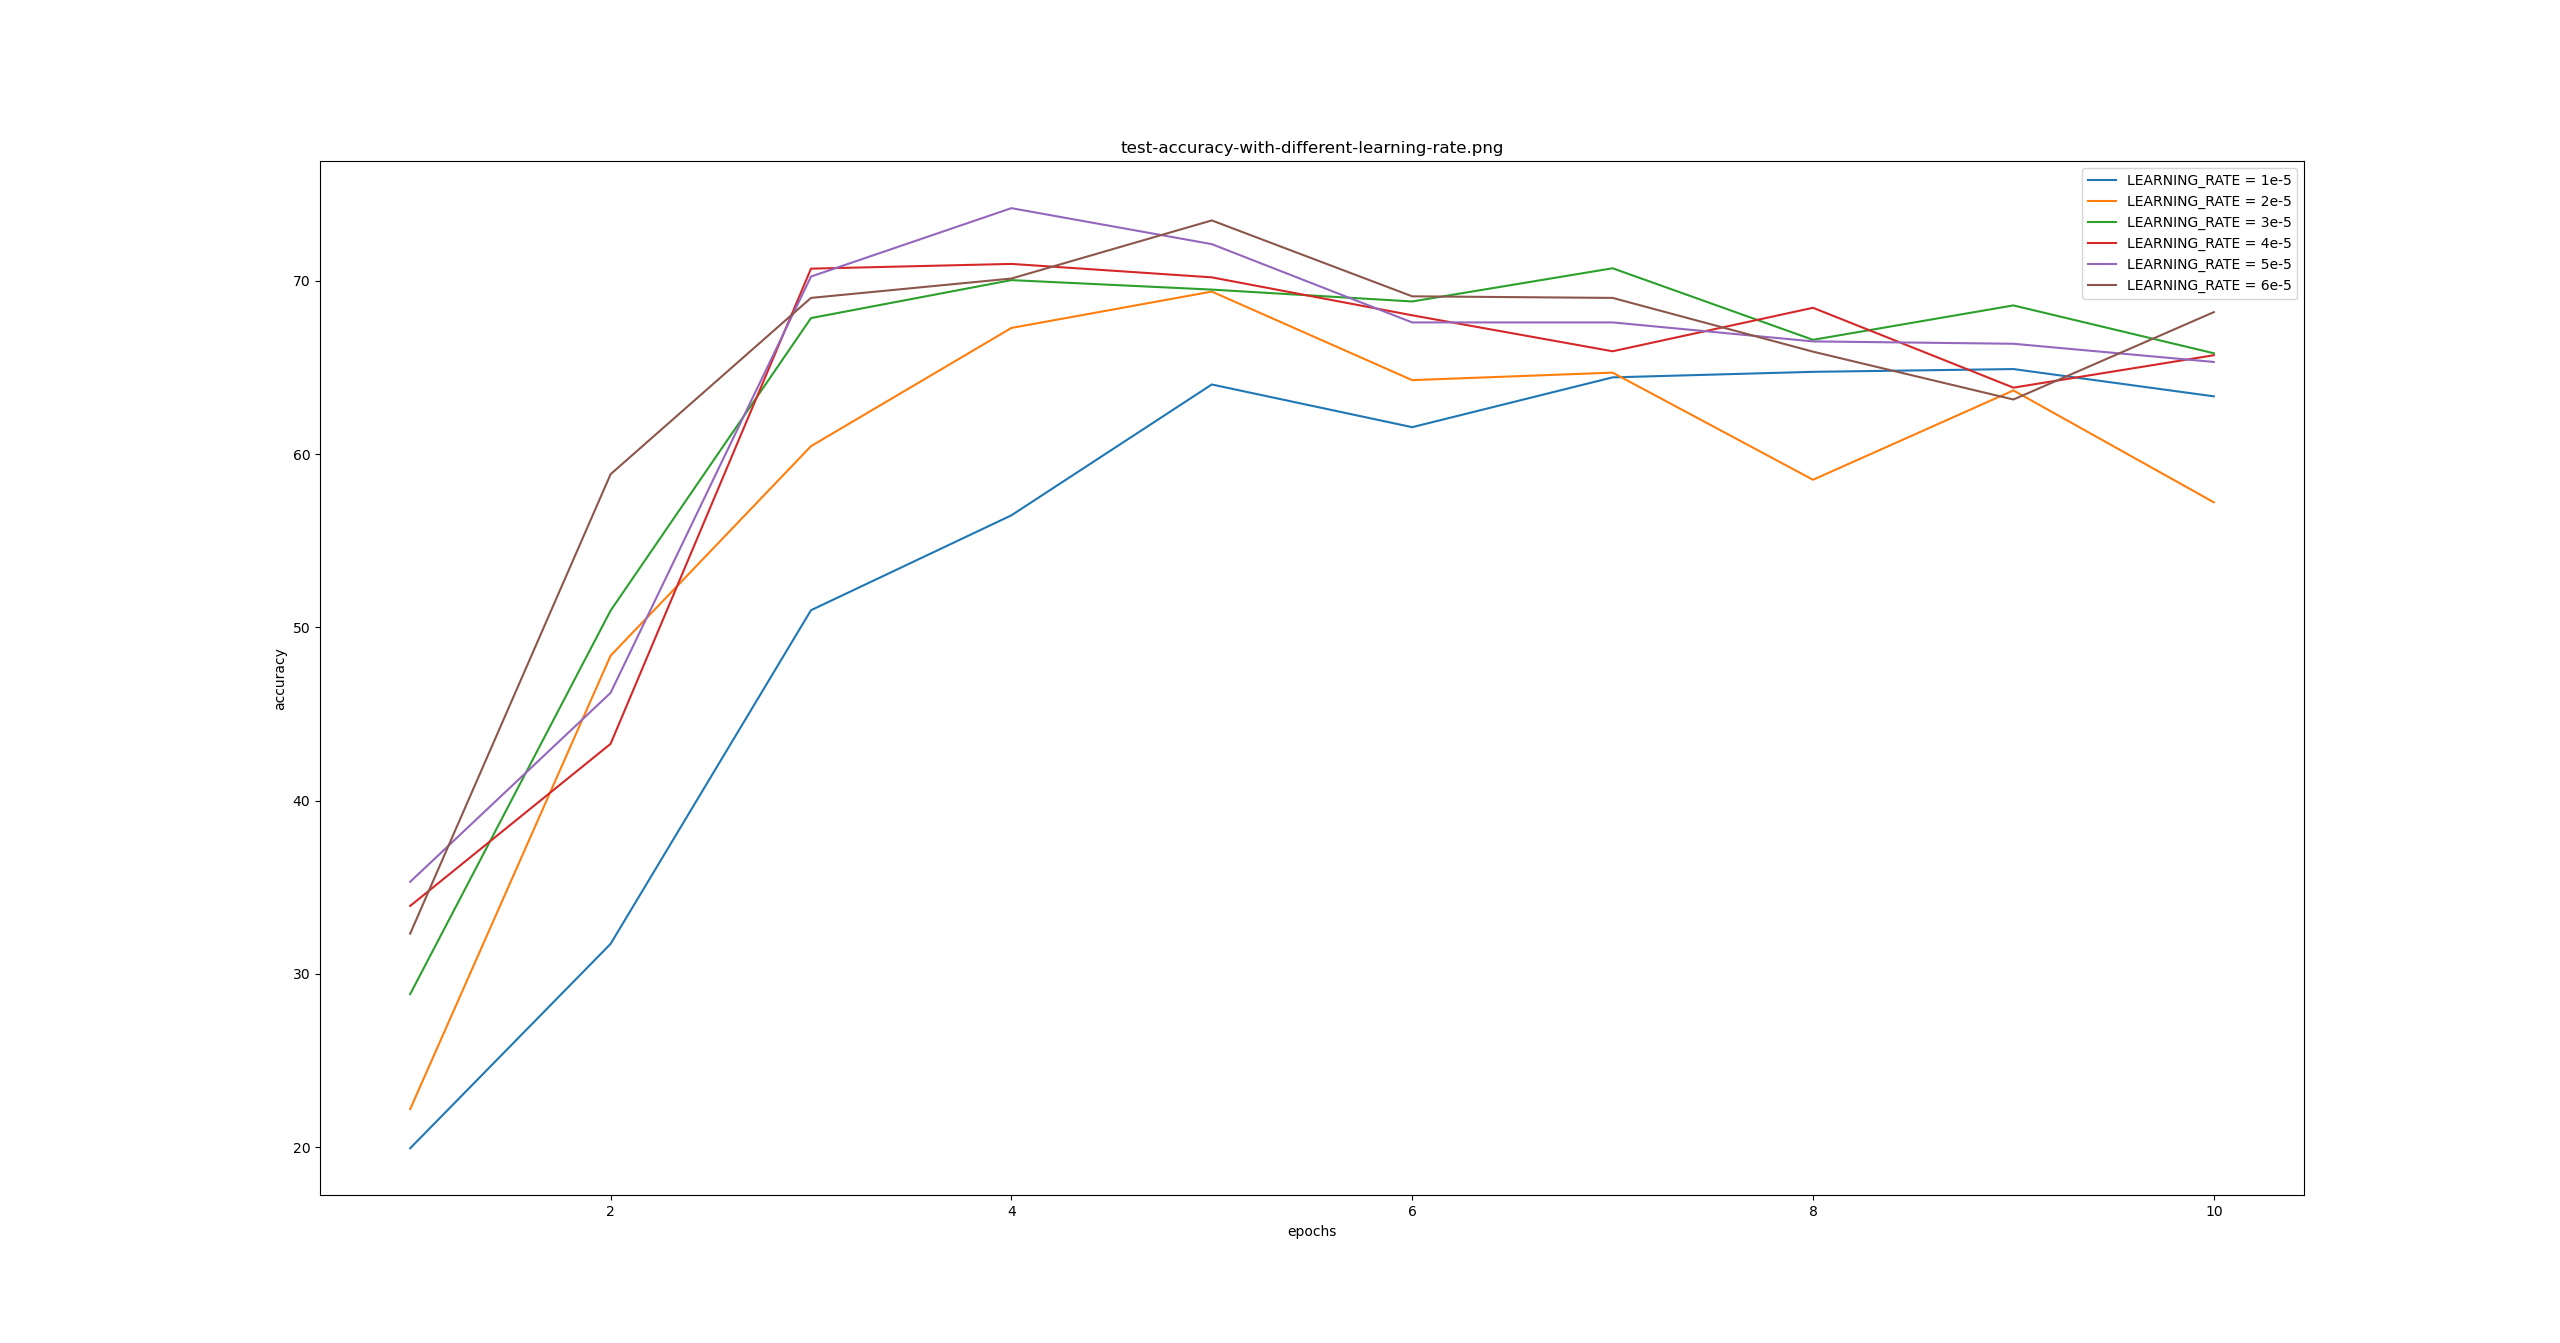 test-accuracy-with-different-learning-rate.png
LEARNING_RATE = 1e-5
LEARNING_RATE = 2e-5
LEARNING_RATE = 3e-5
LEARNING_RATE = 4e-5
LEARNING_RATE = 5e-5
LEARNING_RATE = 6e-5
70
60
50
40
30
20
accuracy
2 4 6 8 10
epochs